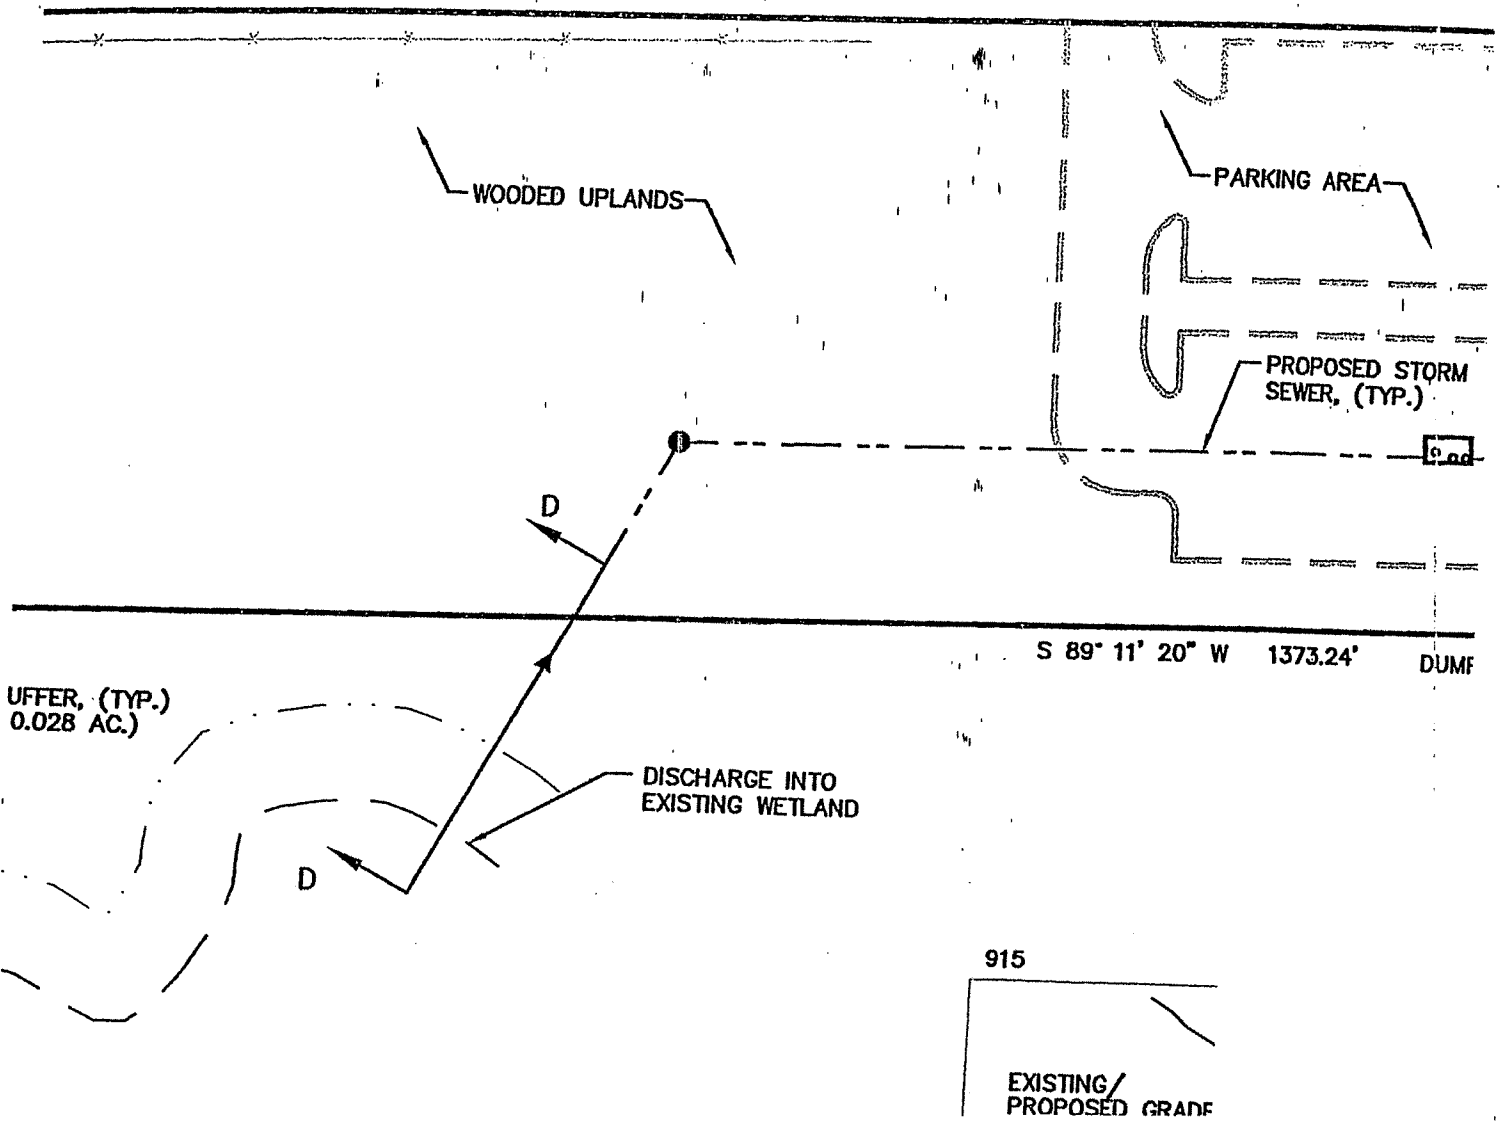 WOODED UPLANDS
PARKING AREA
PROPOSED STORM
SEWER, (TYP.)
D
S 89° 11' 20" W 1373.24'
DUMP
UFFER, (TYP.)
0.028 AC.)
DISCHARGE INTO
EXISTING WETLAND
D
915
EXISTING/
PROPOSED GRADE